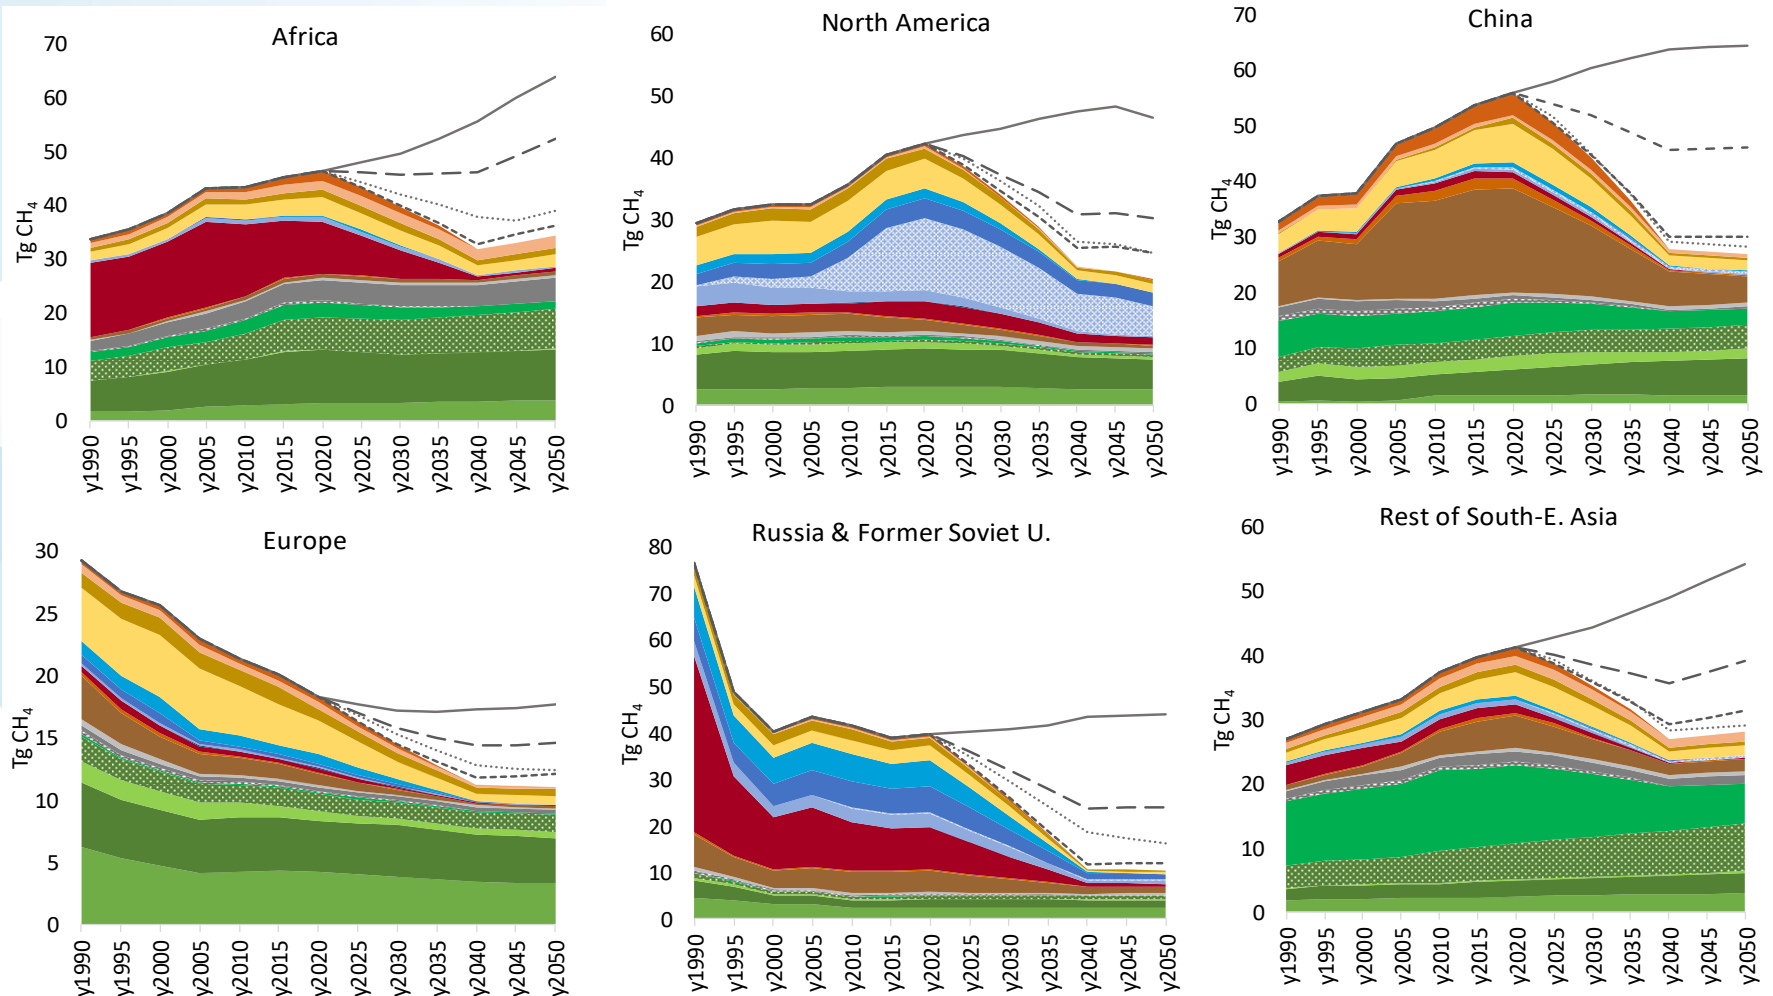 Africa
70
60
50
40
30
20
10
0
Tg CH₄
y1990
y1995
y2000
y2005
y2010
y2015
y2020
y2025
y2030
y2035
y2040
y2045
y2050
North America
60
50
40
30
20
10
0
Tg CH₄
y1990
y1995
y2000
y2005
y2010
y2015
y2020
y2025
y2030
y2035
y2040
y2045
y2050
China
70
60
50
40
30
20
10
0
Tg CH₄
y1990
y1995
y2000
y2005
y2010
y2015
y2020
y2025
y2030
y2035
y2040
y2045
y2050
Europe
30
25
20
15
10
5
0
Tg CH₄
y1990
y1995
y2000
y2005
y2010
y2015
y2020
y2025
y2030
y2035
y2040
y2045
y2050
Russia & Former Soviet U.
80
70
60
50
40
30
20
10
0
Tg CH₄
y1990
y1995
y2000
y2005
y2010
y2015
y2020
y2025
y2030
y2035
y2040
y2045
y2050
Rest of South-E. Asia
60
50
40
30
20
10
0
Tg CH₄
y1990
y1995
y2000
y2005
y2010
y2015
y2020
y2025
y2030
y2035
y2040
y2045
y2050